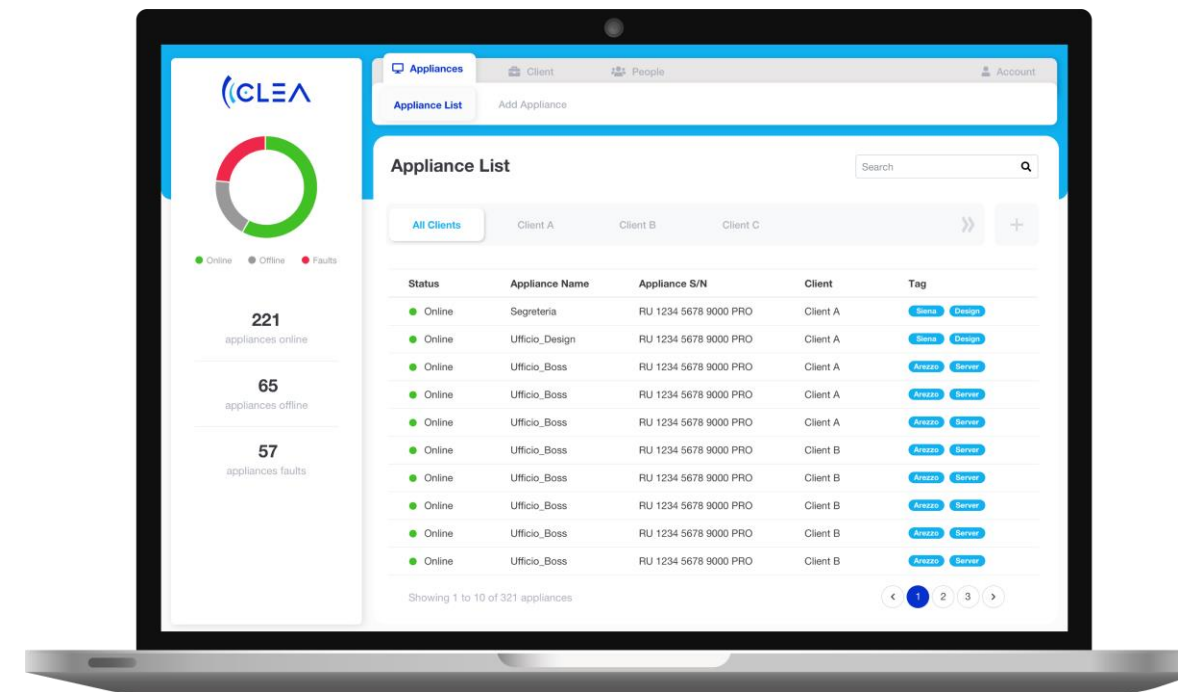 CLEA
Appliances
Client
People
Account
Appliance List
Add Appliance
Online
Offline
Faults
221
appliances online
65
appliances offline
57
appliances faults
Appliance List
Search
All Clients
Client A
Client B
Client C
Status Appliance Name Appliance S/N Client Tag
Online Segreteria RU 1234 5678 9000 PRO Client A Siena Design
Online Ufficio_Design RU 1234 5678 9000 PRO Client A Siena Design
Online Ufficio_Boss RU 1234 5678 9000 PRO Client A Arezzo Server
Online Ufficio_Boss RU 1234 5678 9000 PRO Client A Arezzo Server
Online Ufficio_Boss RU 1234 5678 9000 PRO Client A Arezzo Server
Online Ufficio_Boss RU 1234 5678 9000 PRO Client B Arezzo Server
Online Ufficio_Boss RU 1234 5678 9000 PRO Client B Arezzo Server
Online Ufficio_Boss RU 1234 5678 9000 PRO Client B Arezzo Server
Online Ufficio_Boss RU 1234 5678 9000 PRO Client B Arezzo Server
Online Ufficio_Boss RU 1234 5678 9000 PRO Client B Arezzo Server
Showing 1 to 10 of 321 appliances
1 2 3